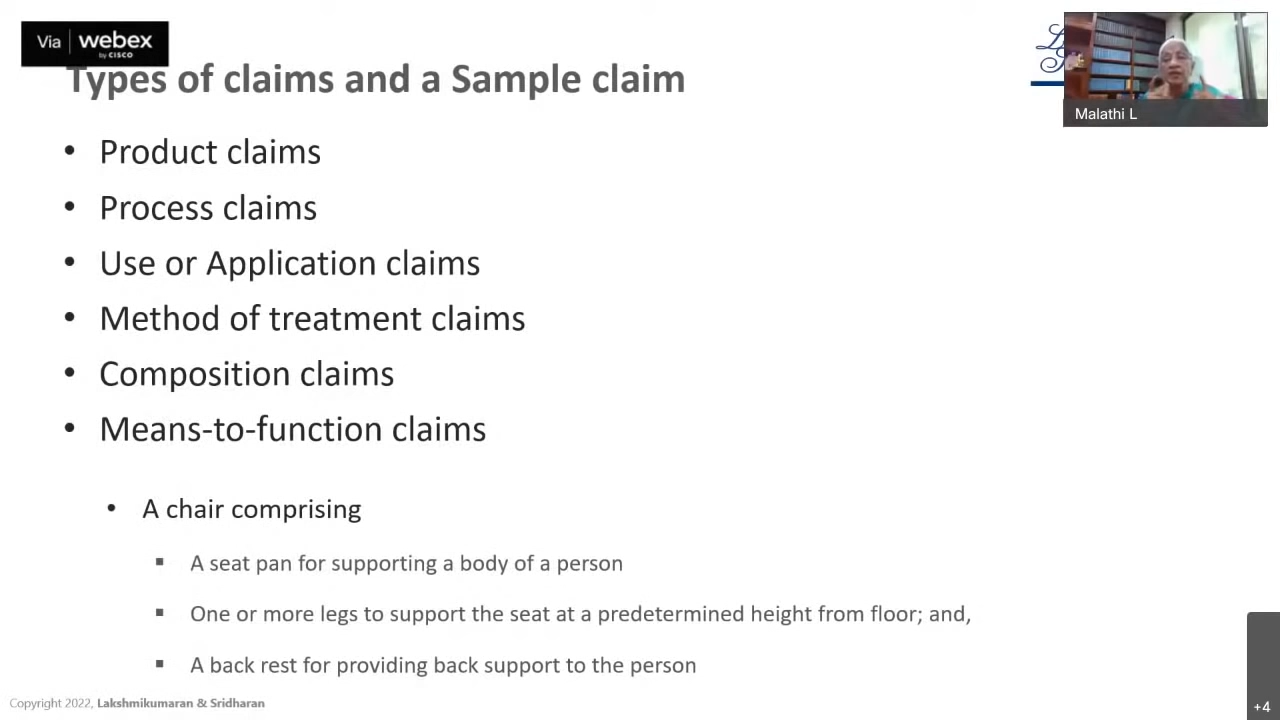 Via webex
by CISCO
Types of claims and a Sample claim
Malathi L
• Product claims
• Process claims
• Use or Application claims
• Method of treatment claims
• Composition claims
• Means-to-function claims
• A chair comprising
▪ A seat pan for supporting a body of a person
▪ One or more legs to support the seat at a predetermined height from floor; and,
▪ A back rest for providing back support to the person
Copyright 2022, Lakshmikumaran & Sridharan
+4